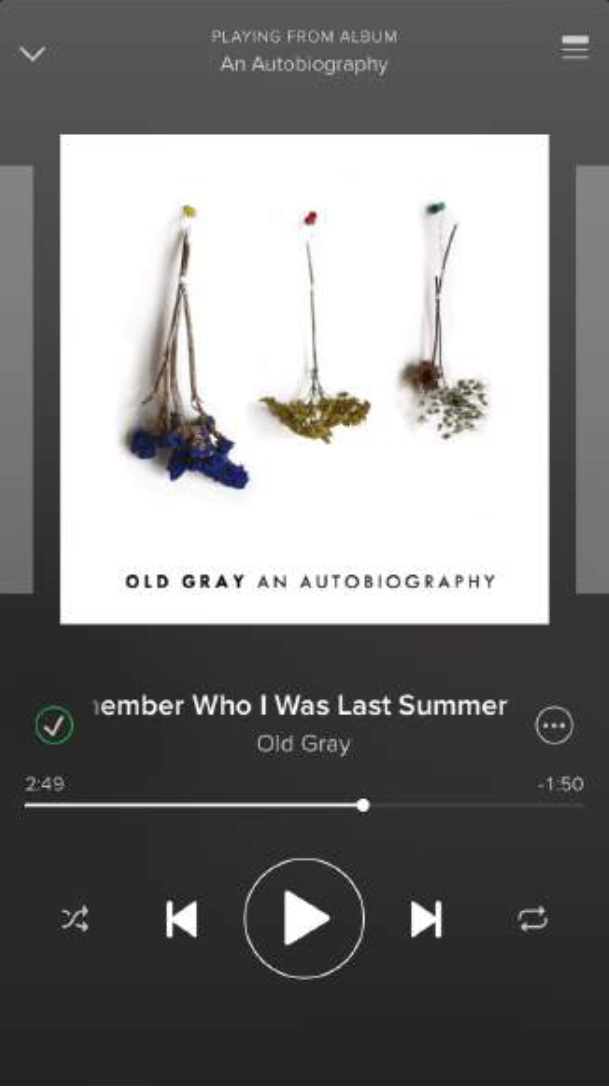 PLAYING FROM ALBUM
An Autobiography
OLD GRAY AN AUTOBIOGRAPHY
ember Who I Was Last Summer
Old Gray
2:49 -1:50